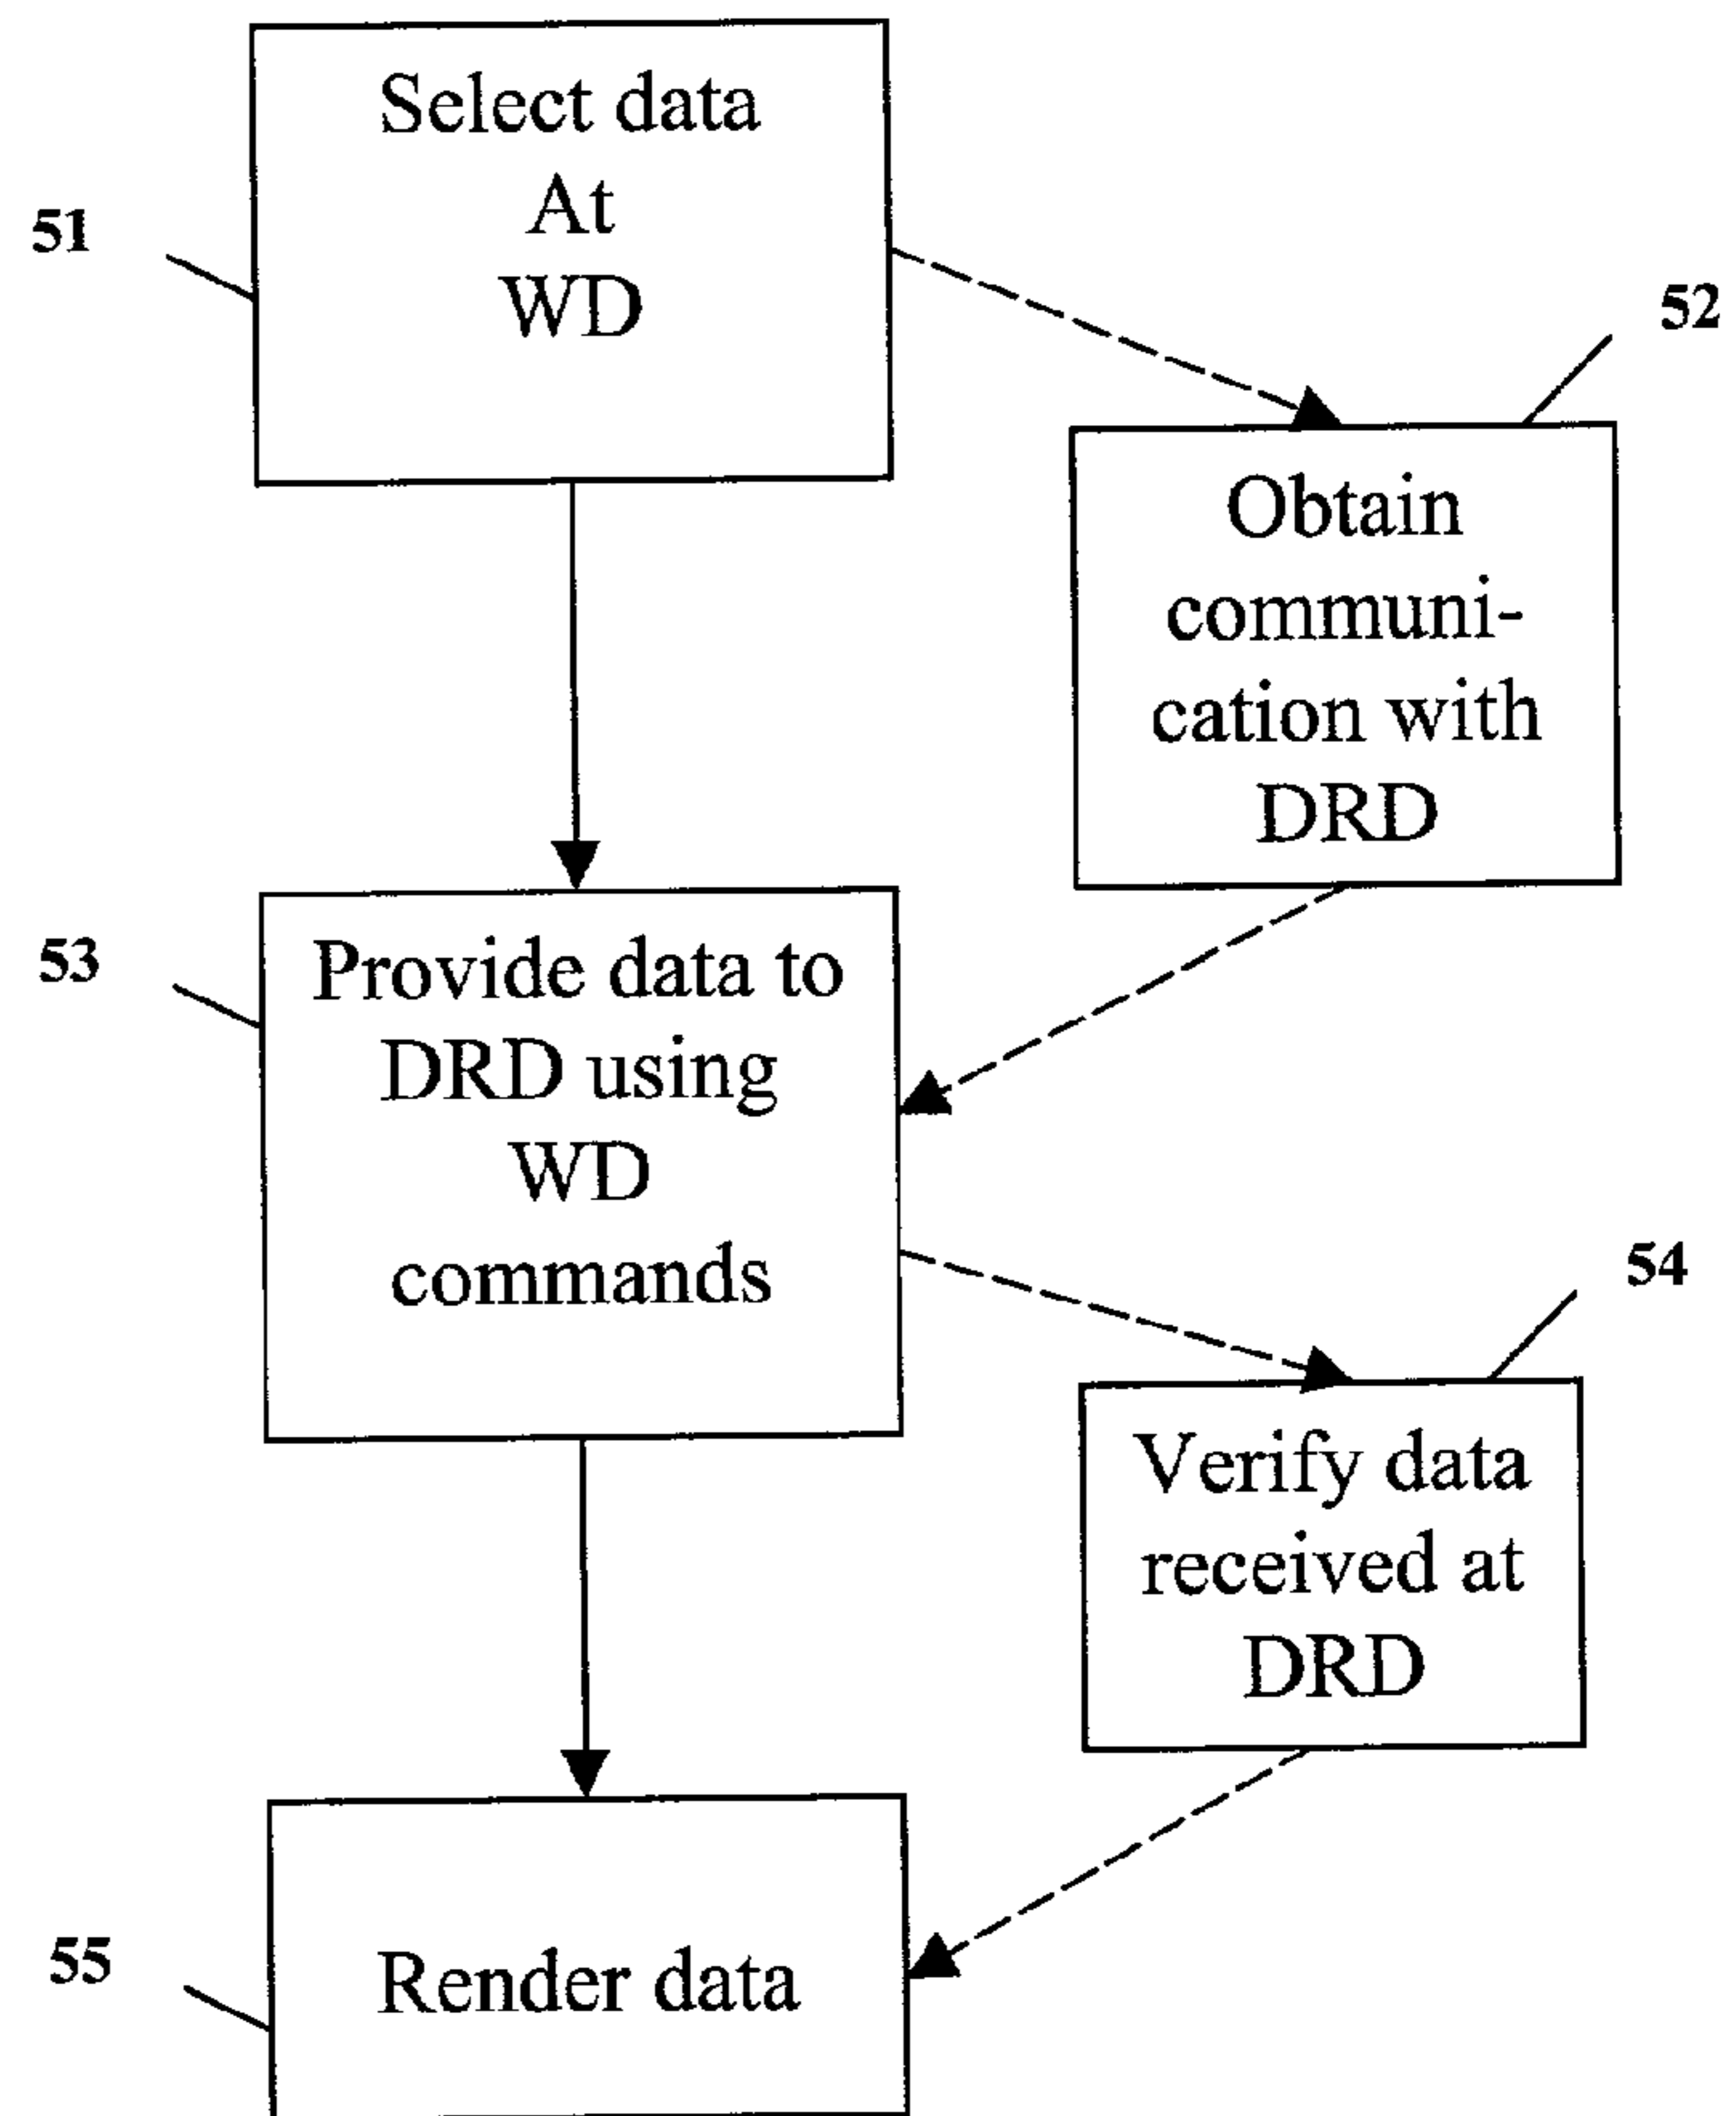 51
Select data
At
WD
52
Obtain
communi-
cation with
DRD
53
Provide data to
DRD using
WD
commands
54
Verify data
received at
DRD
55
Render data